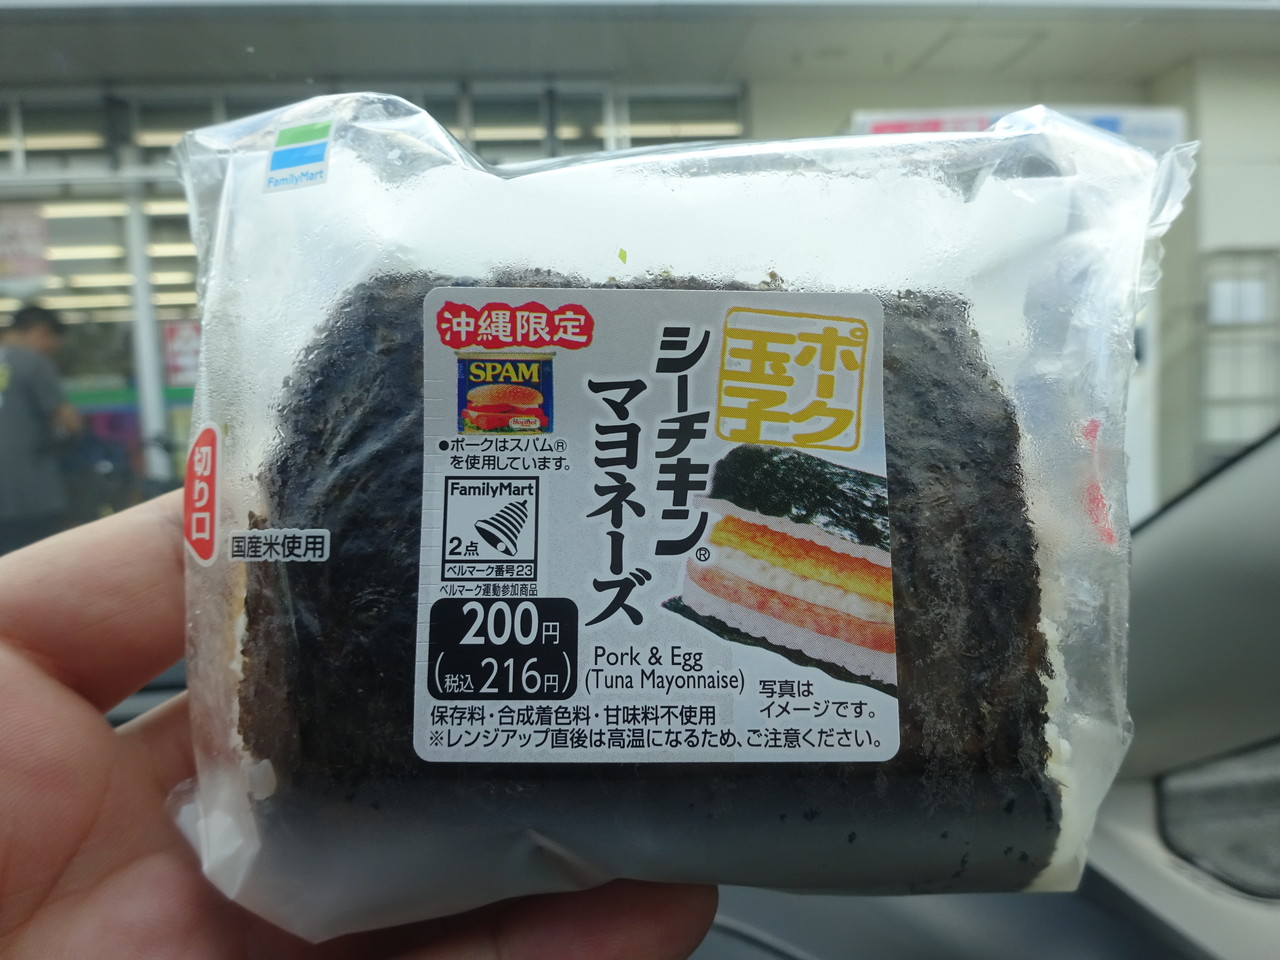 FamilyMart
沖縄限定
SPAM
Hormel
●ポークはスパム®
を使用しています。
FamilyMart
2点
ベルマーク番号23
ベルマーク運動参加商品
200円
(税込216円)
ポーク
玉子
シーチキン®
マヨネーズ
Pork & Egg
(Tuna Mayonnaise)
写真は
イメージです。
保存料・合成着色料・甘味料不使用
※レンジアップ直後は高温になるため、ご注意ください。
切り口
国産米使用